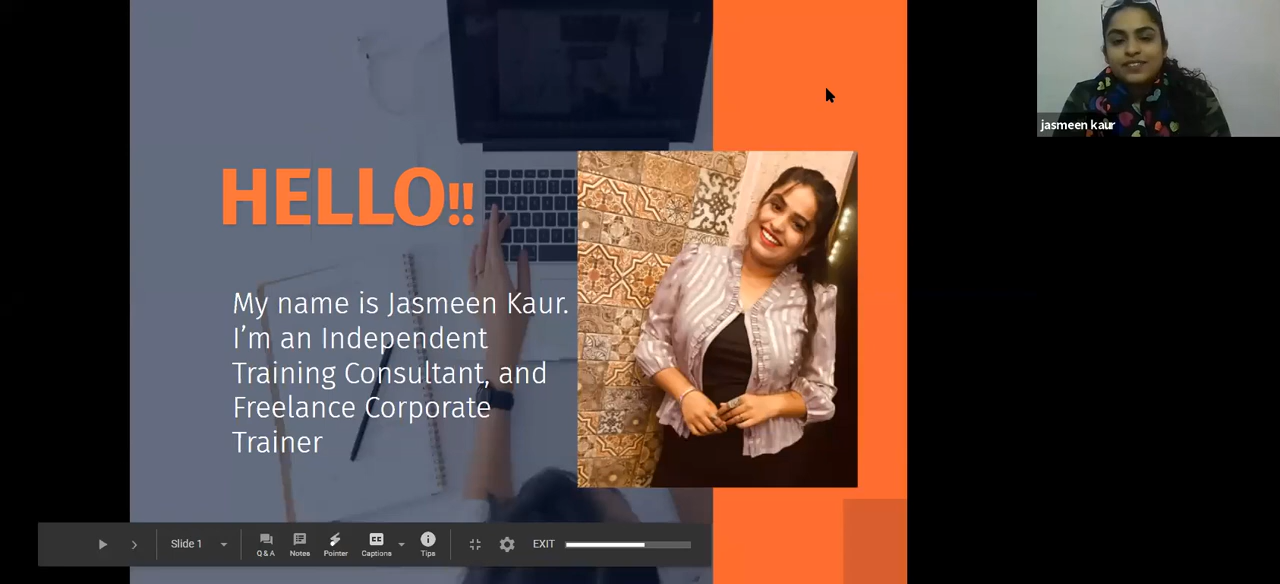 jasmeen kaur
HELLO!!
My name is Jasmeen Kaur.
I’m an Independent
Training Consultant, and
Freelance Corporate
Trainer
Slide 1
Q & A
Notes
Pointer
Captions
Tips
EXIT